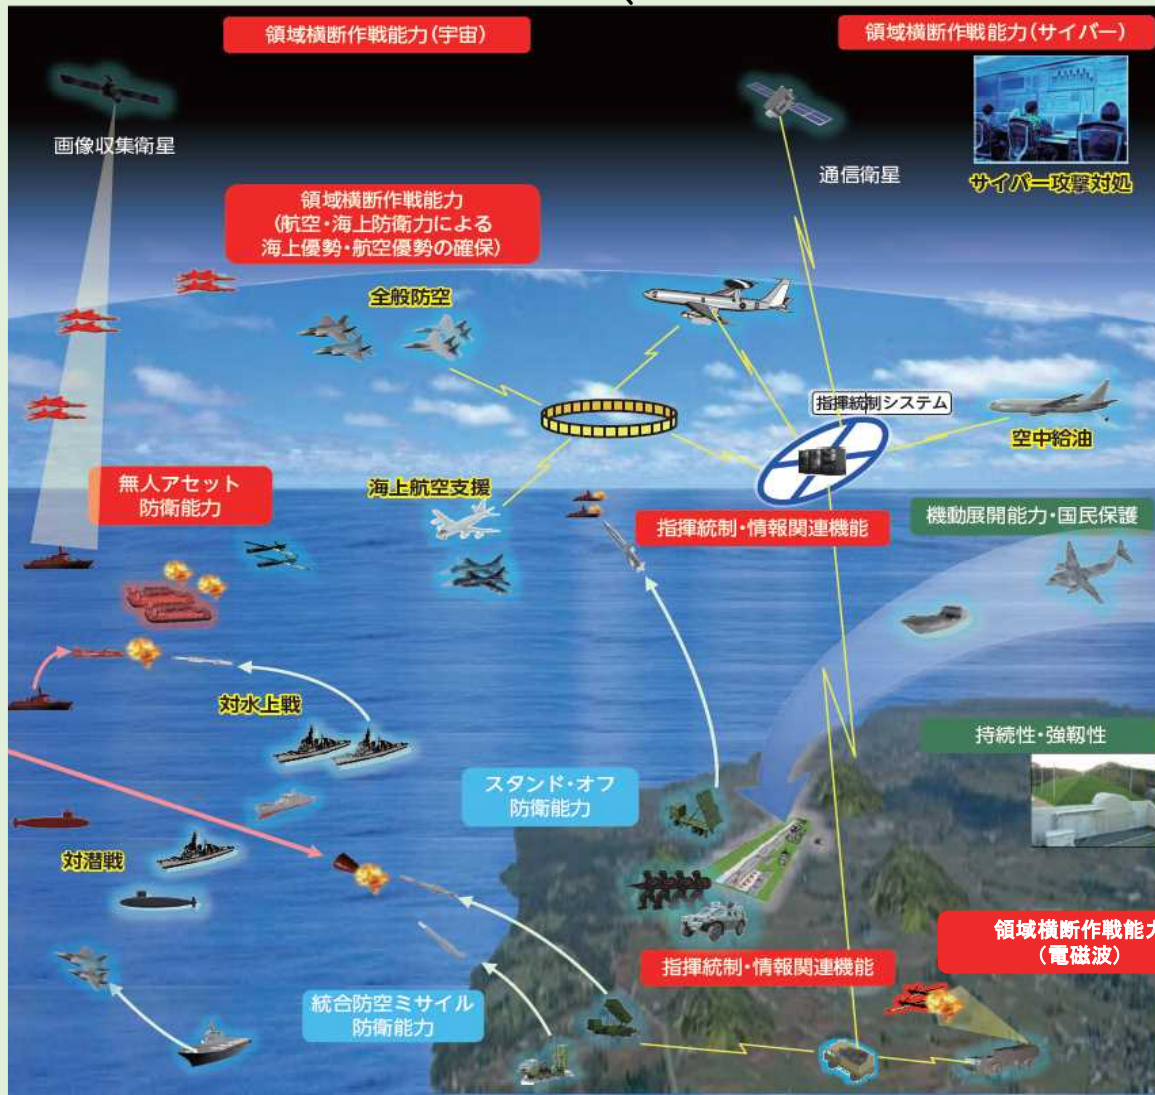 領域横断作戦能力(宇宙)
領域横断作戦能力(サイバー)
画像収集衛星
通信衛星
サイバー攻撃対処
領域横断作戦能力
(航空・海上防衛力による
海上優勢・航空優勢の確保)
全般防空
指揮統制システム
空中給油
無人アセット
防衛能力
海上航空支援
指揮統制・情報関連機能
機動展開能力・国民保護
対水上戦
持続性・強靱性
スタンド・オフ
防衛能力
対潜戦
領域横断作戦能力
(電磁波)
指揮統制・情報関連機能
統合防空ミサイル
防衛能力